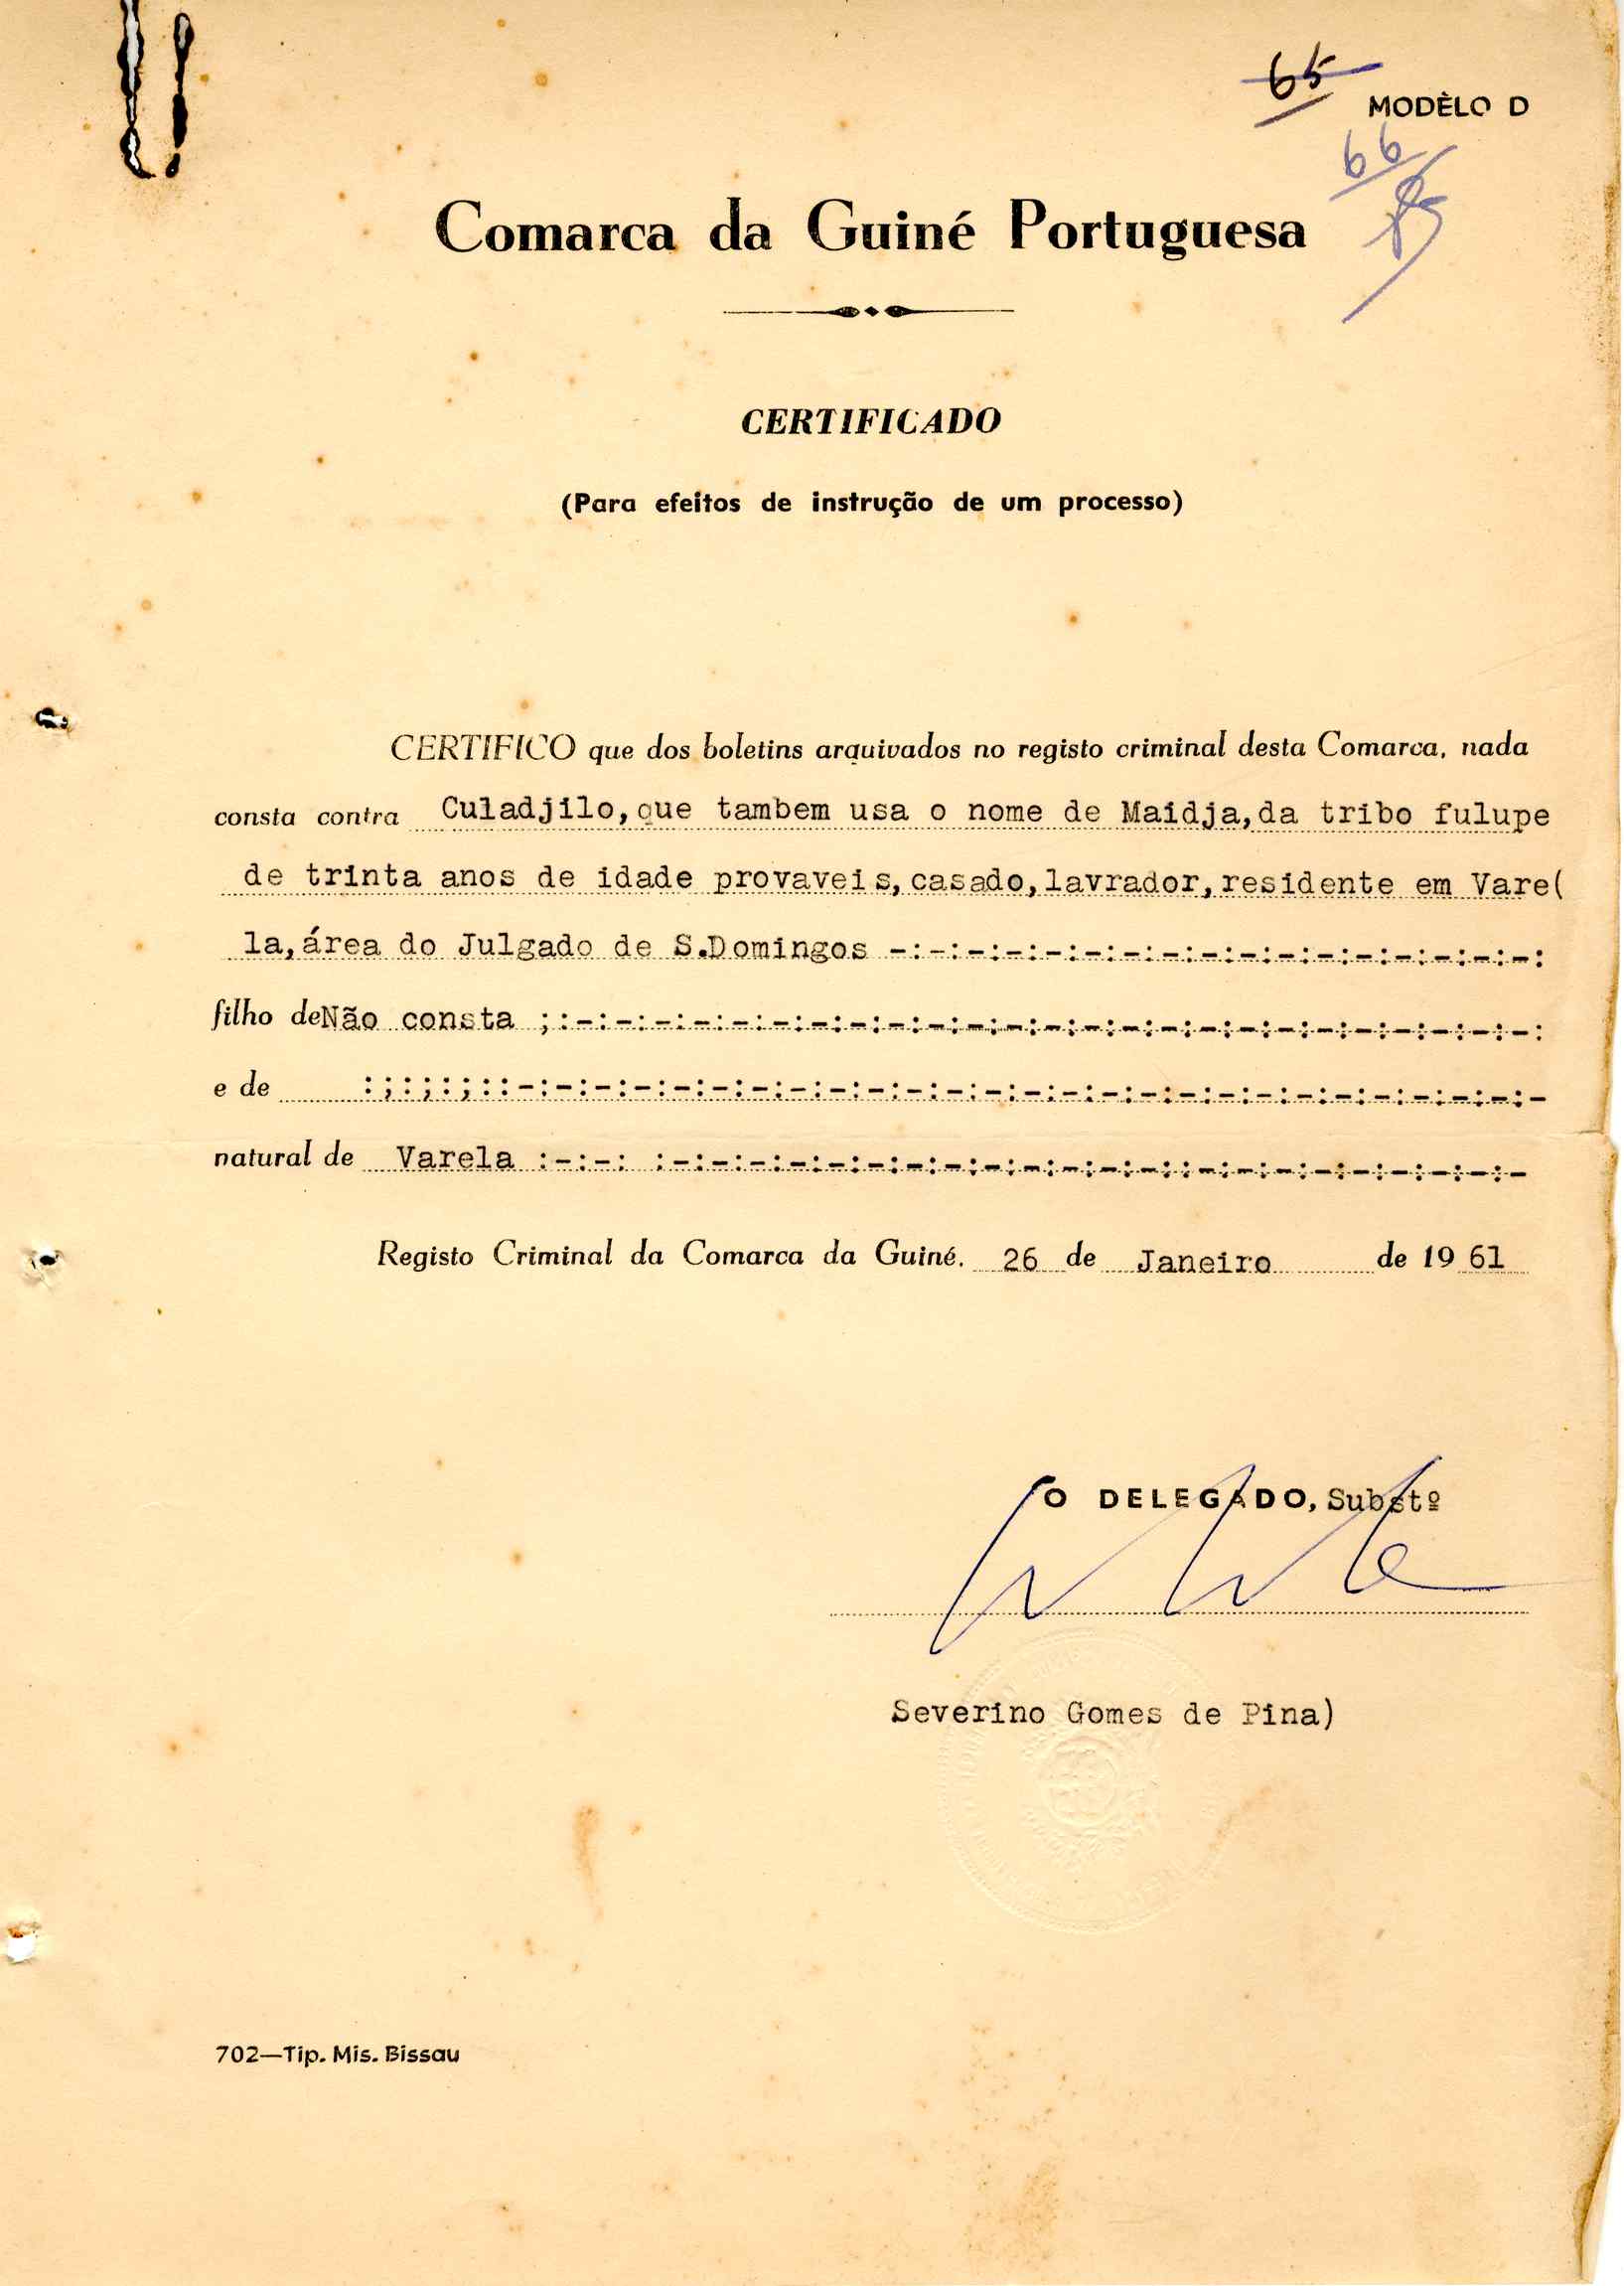 65
MODÈLO D
66
Comarca da Guiné Portuguesa
CERTIFICADO
(Para efeitos de instrução de um processo)
CERTIFICO que dos boletins arquivados no registo criminal desta Comarca, nada
consta contra Culadjilo,que tambem usa o nome de Maidja,da tribo fulupe
de trinta anos de idade provaveis,casado,lavrador,residente em Vare(
la,área do Julgado de S.Domingos -:-:-:-:-:-:-:-:-:-:-:-:-:-:-:-:-:
filho deNão consta ;:-:-:-:-:-:-:-:-:-:-:-:-:-:-:-:-:-:-:-:-:-:-:-:-:-:
e de :;:;:;::-:-:-:-:-:-:-:-:-:-:-:-:-:-:-:-:-:-:-:-:-:-:-:-:-:-:-
natural de Varela :-:-: :-:-:-:-:-:-:-:-:-:-:-:-:-::-:-:-:-:-:-:-:-:-
Registo Criminal da Comarca da Guiné. 26 de Janeiro de 19 61
O DELEGADO, Substº
Severino Gomes de Pina)
702—Tip. Mis. Bissau